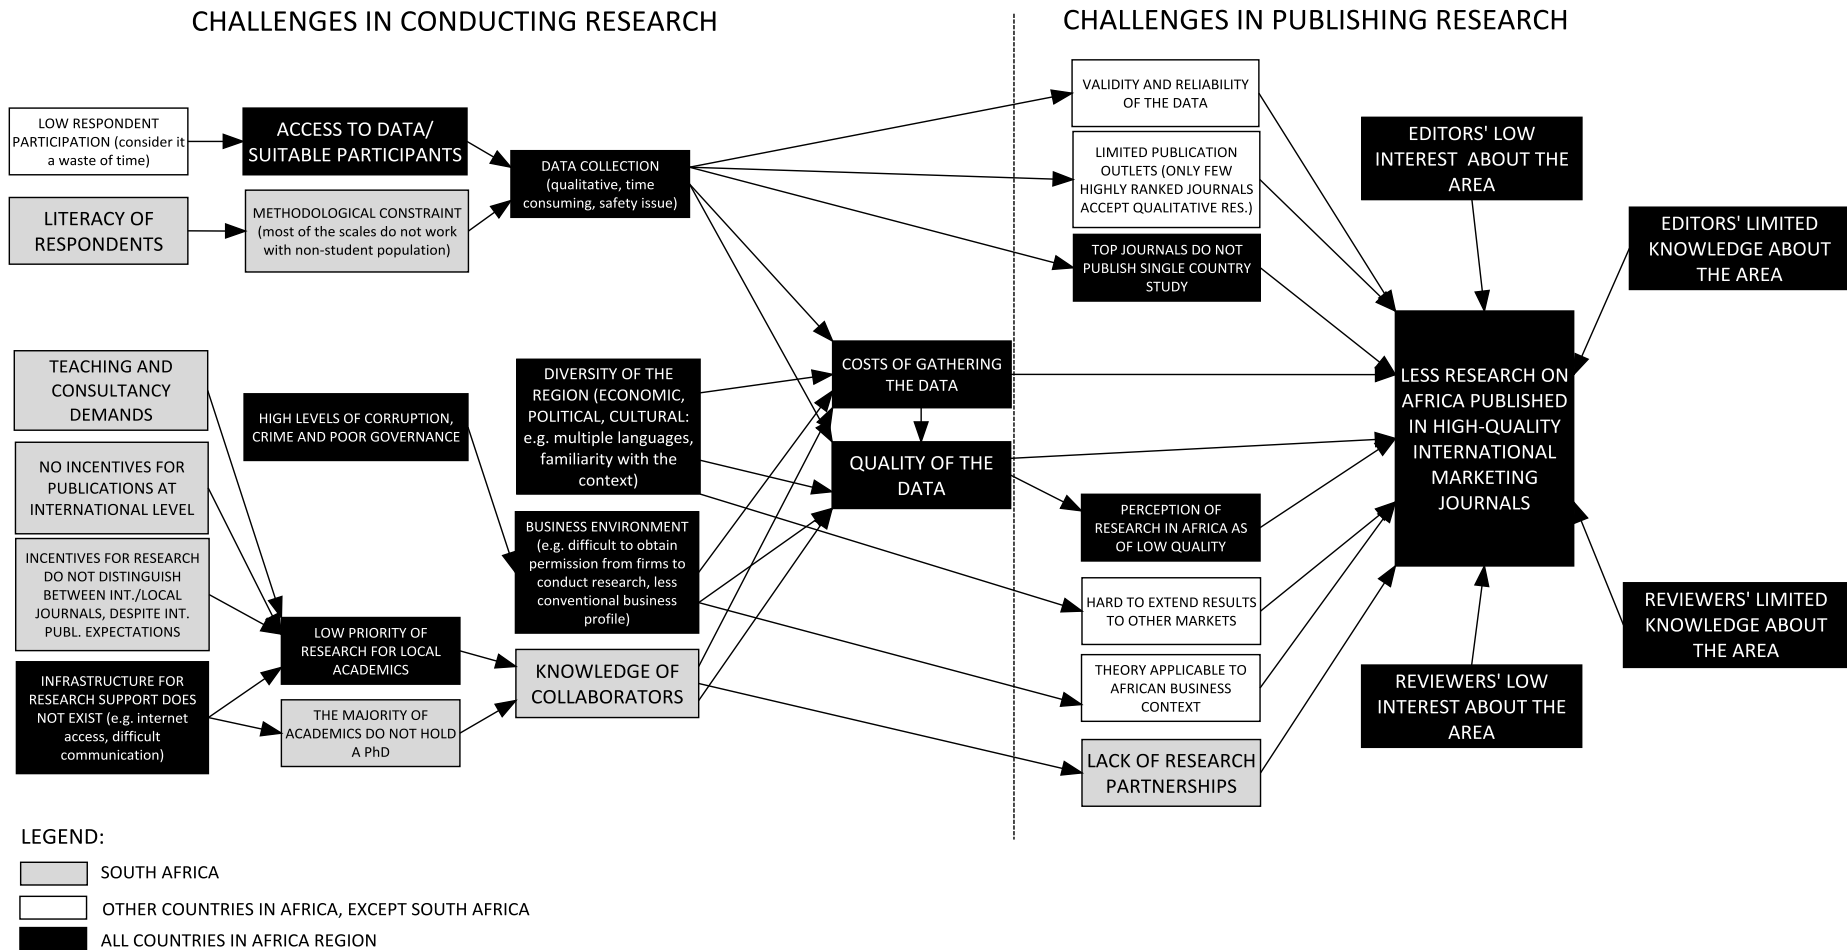 CHALLENGES IN CONDUCTING RESEARCH
LOW RESPONDENT
PARTICIPATION (consider it
a waste of time)
ACCESS TO DATA/
SUITABLE PARTICIPANTS
LITERACY OF
RESPONDENTS
METHODOLOGICAL CONSTRAINT
(most of the scales do not work
with non-student population)
DATA COLLECTION
(qualitative, time
consuming, safety issue)
TEACHING AND
CONSULTANCY
DEMANDS
NO INCENTIVES FOR
PUBLICATIONS AT
INTERNATIONAL LEVEL
INCENTIVES FOR RESEARCH
DO NOT DISTINGUISH
BETWEEN INT./LOCAL
JOURNALS, DESPITE INT.
PUBL. EXPECTATIONS
INFRASTRUCTURE FOR
RESEARCH SUPPORT DOES
NOT EXIST (e.g. internet
access, difficult
communication)
HIGH LEVELS OF CORRUPTION,
CRIME AND POOR GOVERNANCE
LOW PRIORITY OF
RESEARCH FOR LOCAL
ACADEMICS
THE MAJORITY OF
ACADEMICS DO NOT HOLD
A PhD
DIVERSITY OF THE
REGION (ECONOMIC,
POLITICAL, CULTURAL:
e.g. multiple languages,
familiarity with the
context)
BUSINESS ENVIRONMENT
(e.g. difficult to obtain
permission from firms to
conduct research, less
conventional business
profile)
KNOWLEDGE OF
COLLABORATORS
COSTS OF GATHERING
THE DATA
QUALITY OF THE
DATA
CHALLENGES IN PUBLISHING RESEARCH
VALIDITY AND RELIABILITY
OF THE DATA
LIMITED PUBLICATION
OUTLETS (ONLY FEW
HIGHLY RANKED JOURNALS
ACCEPT QUALITATIVE RES.)
TOP JOURNALS DO NOT
PUBLISH SINGLE COUNTRY
STUDY
PERCEPTION OF
RESEARCH IN AFRICA AS
OF LOW QUALITY
HARD TO EXTEND RESULTS
TO OTHER MARKETS
THEORY APPLICABLE TO
AFRICAN BUSINESS
CONTEXT
LACK OF RESEARCH
PARTNERSHIPS
EDITORS' LOW
INTEREST ABOUT THE
AREA
EDITORS' LIMITED
KNOWLEDGE ABOUT
THE AREA
LESS RESEARCH ON
AFRICA PUBLISHED
IN HIGH-QUALITY
INTERNATIONAL
MARKETING
JOURNALS
REVIEWERS' LIMITED
KNOWLEDGE ABOUT
THE AREA
REVIEWERS' LOW
INTEREST ABOUT THE
AREA
LEGEND:
SOUTH AFRICA
OTHER COUNTRIES IN AFRICA, EXCEPT SOUTH AFRICA
ALL COUNTRIES IN AFRICA REGION